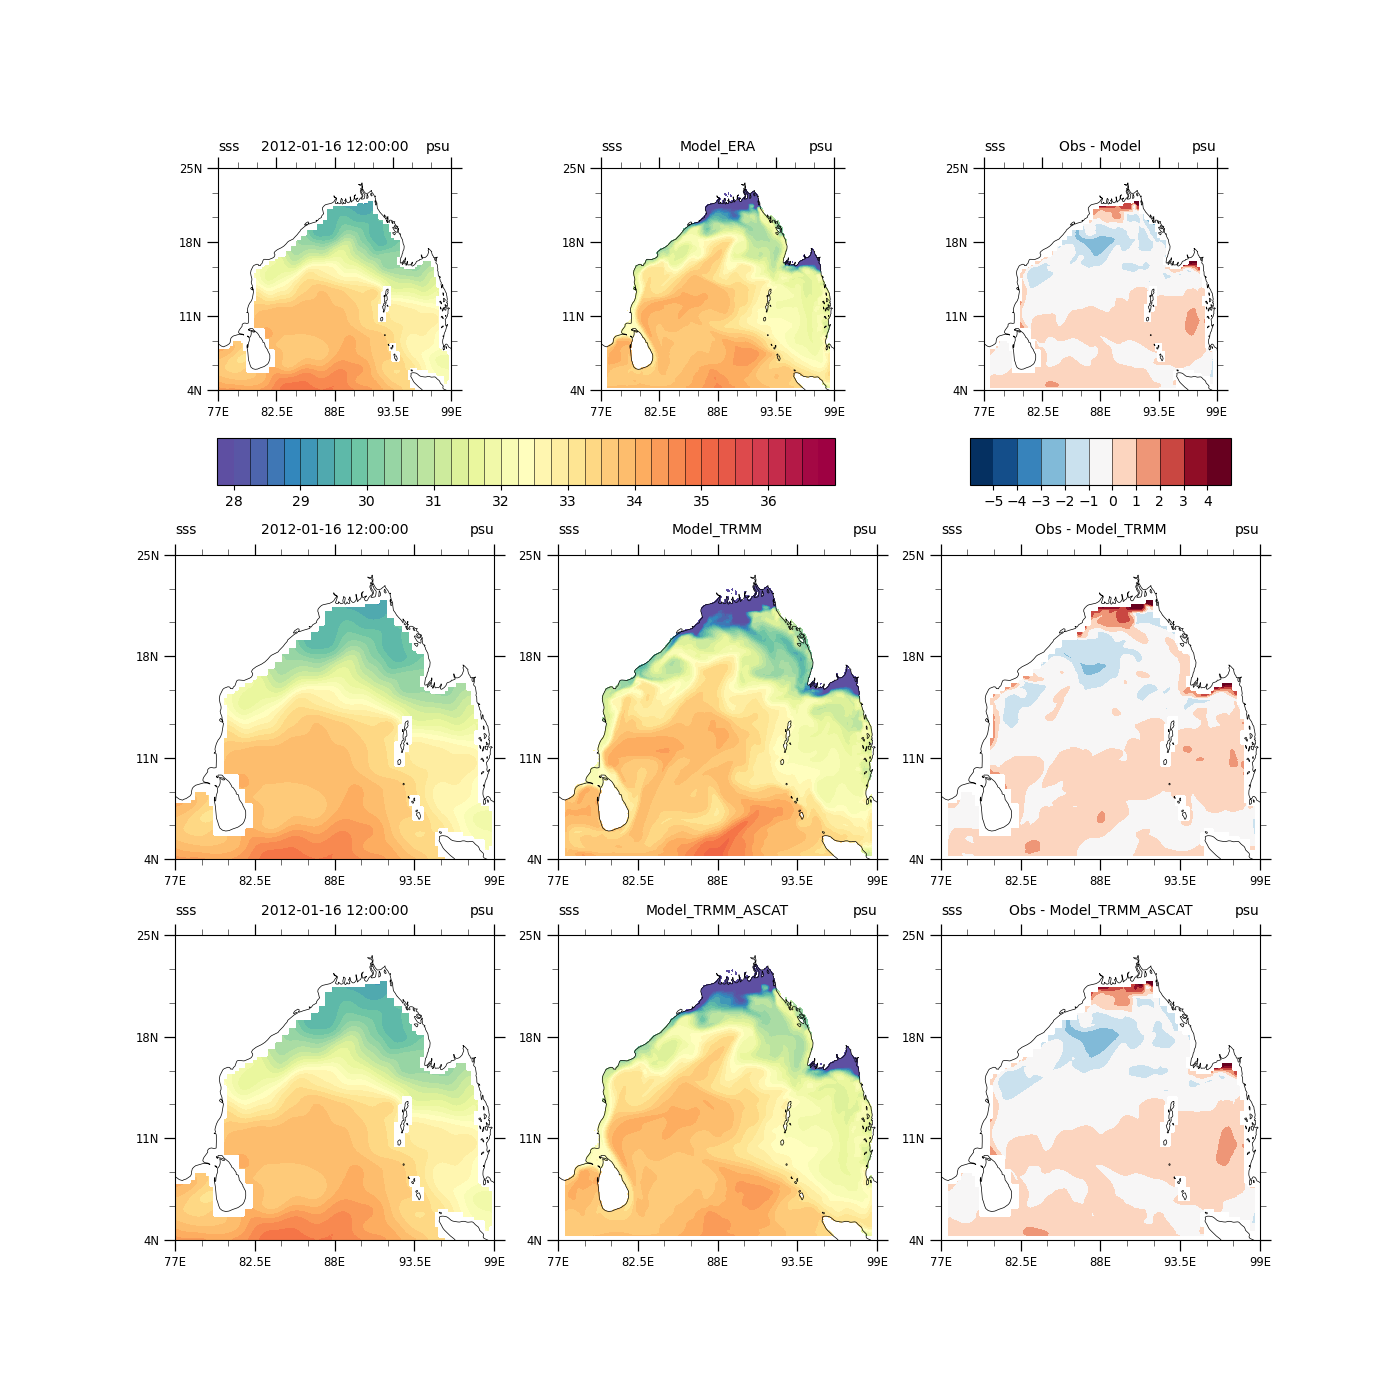 sss 2012-01-16 12:00:00 psu sss Model_ERA psu sss Obs - Model psu
25N 25N 25N
18N 18N 18N
11N 11N 11N
4N 4N 4N
77E 82.5E 88E 93.5E 99E 77E 82.5E 88E 93.5E 99E 77E 82.5E 88E 93.5E 99E
28 29 30 31 32 33 34 35 36 −5 −4 −3 −2 −1 0 1 2 3 4
sss 2012-01-16 12:00:00 psu sss Model_TRMM psu sss Obs - Model_TRMM psu
25N 25N 25N
18N 18N 18N
11N 11N 11N
4N 4N 4N
77E 82.5E 88E 93.5E 99E 77E 82.5E 88E 93.5E 99E 77E 82.5E 88E 93.5E 99E
sss 2012-01-16 12:00:00 psu sss Model_TRMM_ASCAT psu sss Obs - Model_TRMM_ASCAT psu
25N 25N 25N
18N 18N 18N
11N 11N 11N
4N 4N 4N
77E 82.5E 88E 93.5E 99E 77E 82.5E 88E 93.5E 99E 77E 82.5E 88E 93.5E 99E